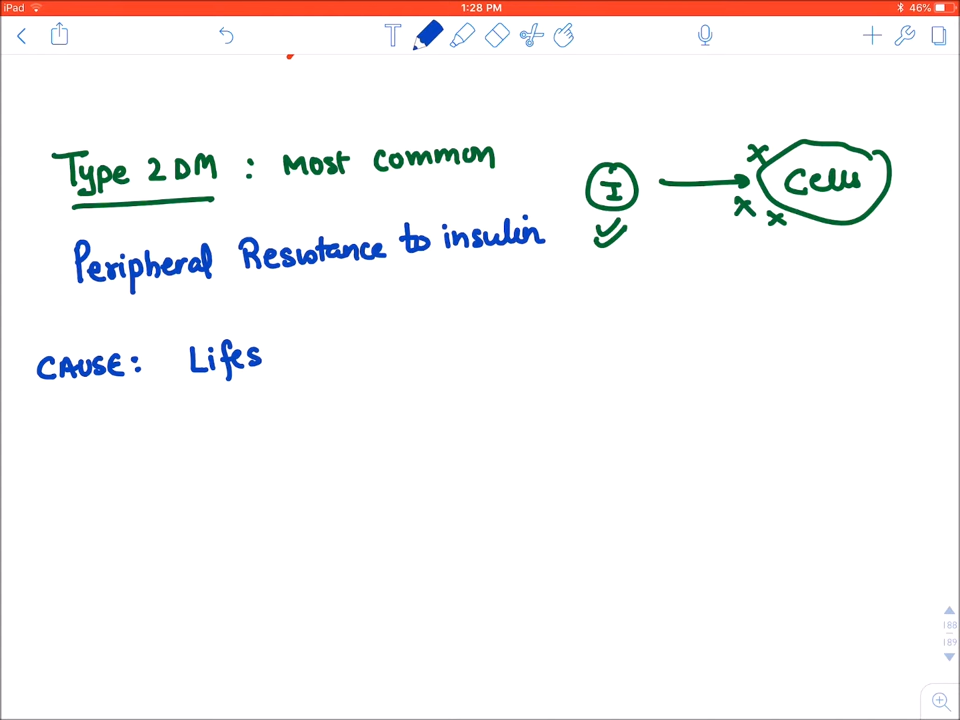 iPad 1:28 PM 46%
T
Type 2 DM : Most common
I Cells
Peripheral Resistance to insulin
CAUSE: Lifes
188
189